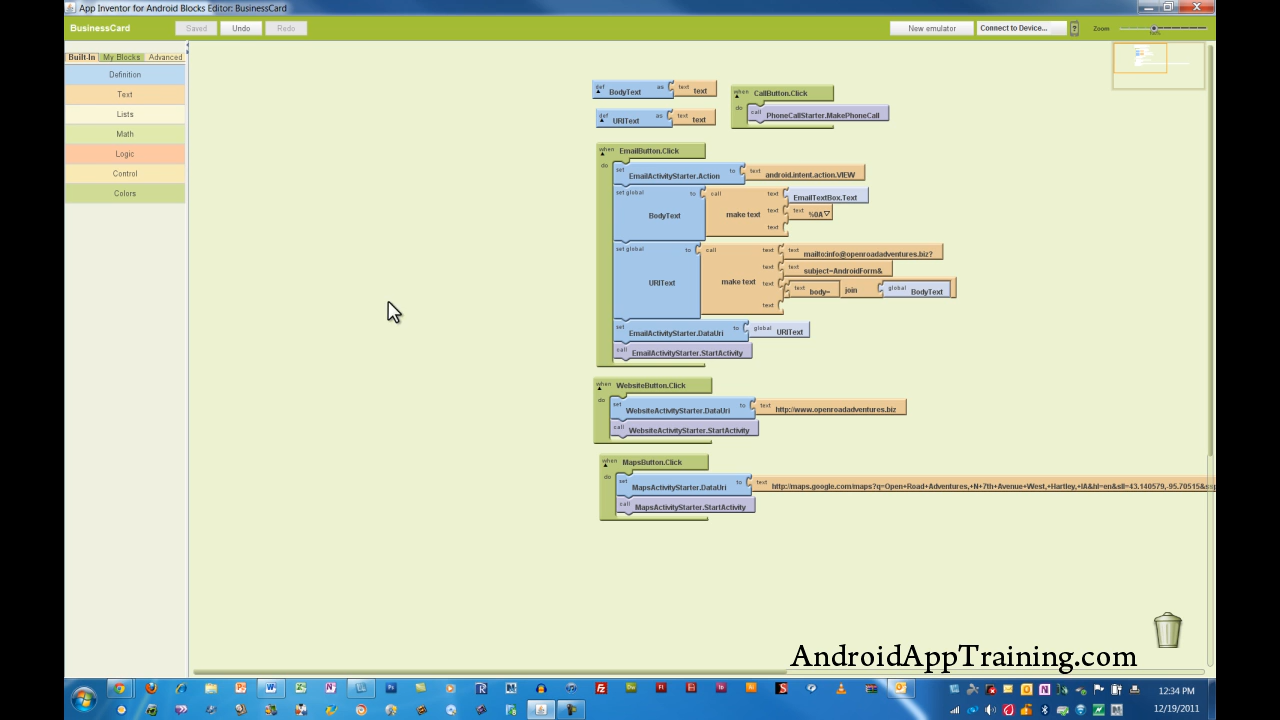 App Inventor for Android Blocks Editor: BusinessCard
BusinessCard
Saved Undo Redo New emulator Connect to Device... Zoom
Built-In My Blocks Advanced
Definition
Text
Lists
Math
Logic
Control
Colors
def BodyText as text text
def URIText as text text
when CallButton.Click
do call PhoneCallStarter.MakePhoneCall
when EmailButton.Click
do set EmailActivityStarter.Action to text android.intent.action.VIEW
set global BodyText to call make text text EmailTextBox.Text
text text %0A
text
set global URIText to call make text text text mailto:info@openroadadventures.biz?
text text subject=AndroidForm&
text text body= join global BodyText
text
set EmailActivityStarter.DataUri to global URIText
call EmailActivityStarter.StartActivity
when WebsiteButton.Click
do set WebsiteActivityStarter.DataUri to text http://www.openroadadventures.biz
call WebsiteActivityStarter.StartActivity
when MapsButton.Click
do set MapsActivityStarter.DataUri to text http://maps.google.com/maps?q=Open+Road+Adventures,+N+7th+Avenue+West,+Hartley,+IA&hl=en&sll=43.140579,-95.70515&ssp
call MapsActivityStarter.StartActivity
AndroidAppTraining.com
12:34 PM
12/19/2011